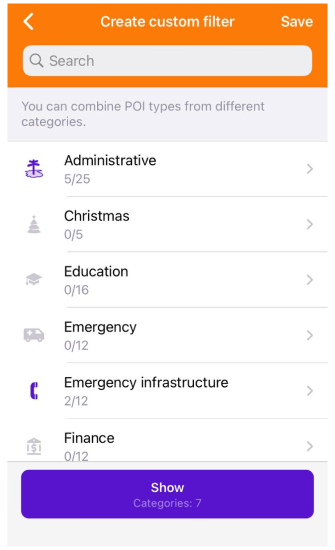 Create custom filter Save
Search
You can combine POI types from different
categories.
Administrative
5/25
Christmas
0/5
Education
0/16
Emergency
0/12
Emergency infrastructure
2/12
Finance
0/12
Show
Categories: 7